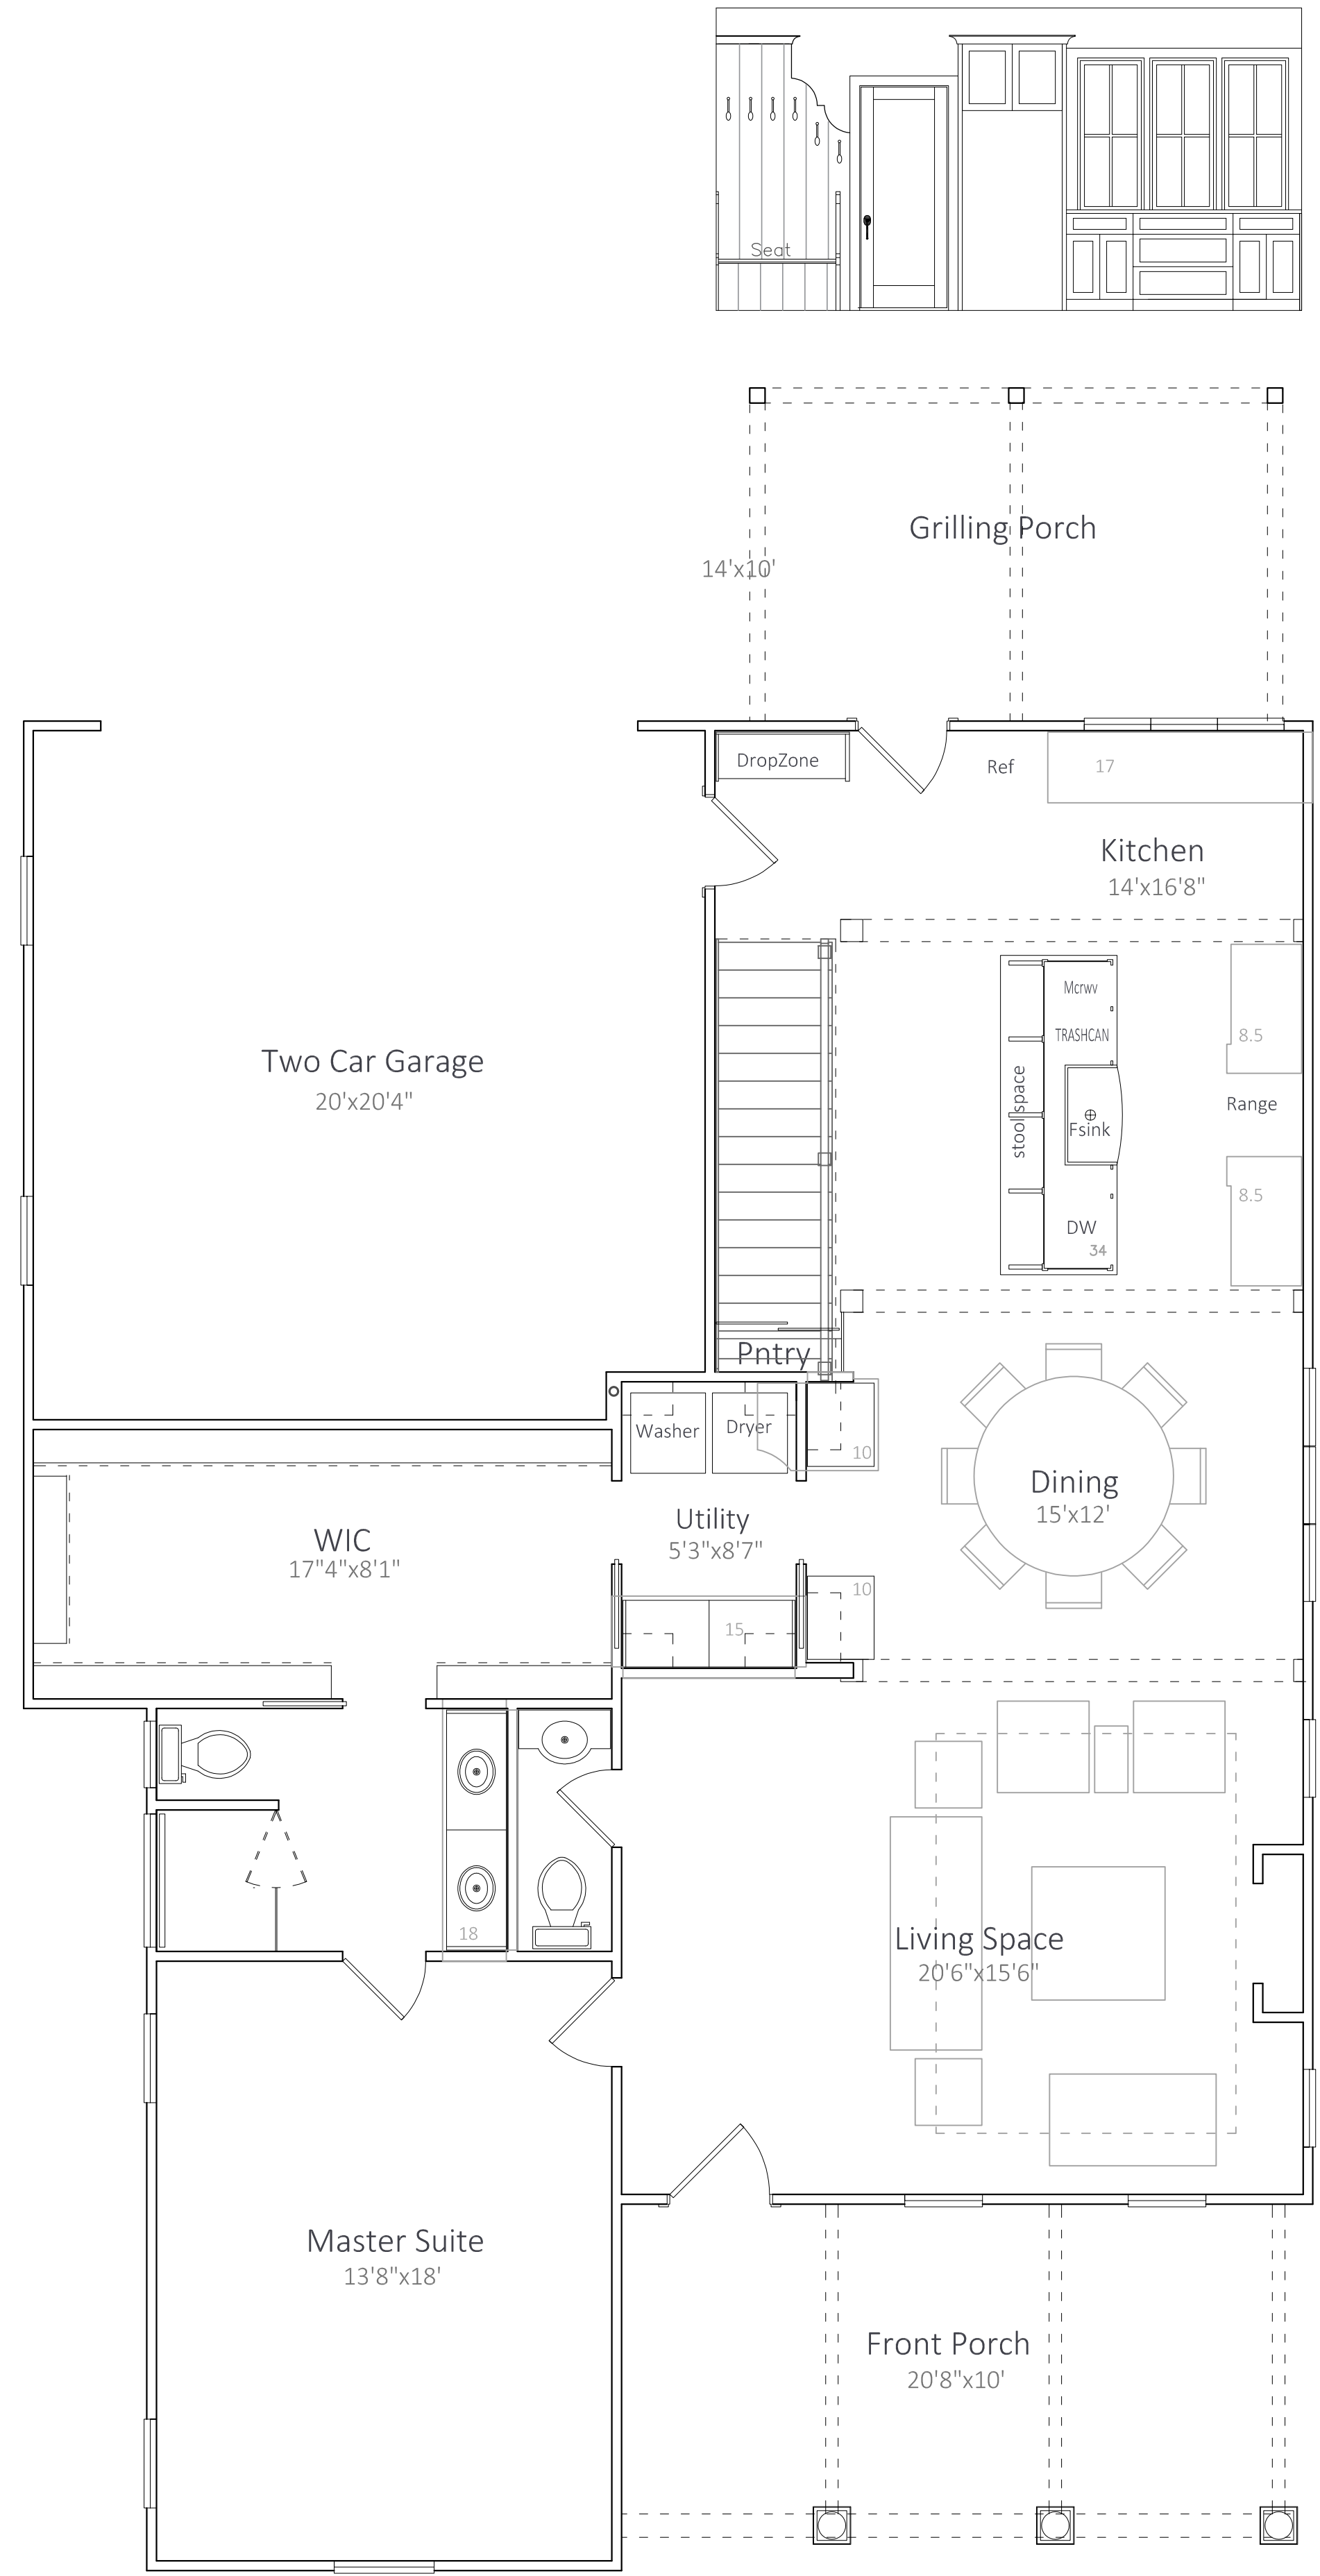 Seat
Grilling Porch
14'x10'
DropZone
Ref
17
Kitchen
14'x16'8"
Mcrwv
TRASHCAN
8.5
stool space
Range
Fsink
8.5
DW
34
Two Car Garage
20'x20'4"
Pntry
Washer
Dryer
10
Dining
15'x12'
Utility
5'3"x8'7"
WIC
17"4"x8'1"
10
15
18
Living Space
20'6"x15'6"
Master Suite
13'8"x18'
Front Porch
20'8"x10'